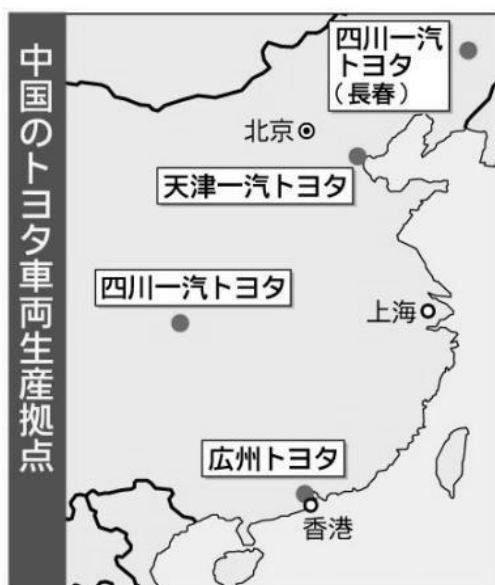 中国のトヨタ車両生産拠点
四川一汽
トヨタ
（長春）
北京
天津一汽トヨタ
四川一汽トヨタ
上海
広州トヨタ
香港